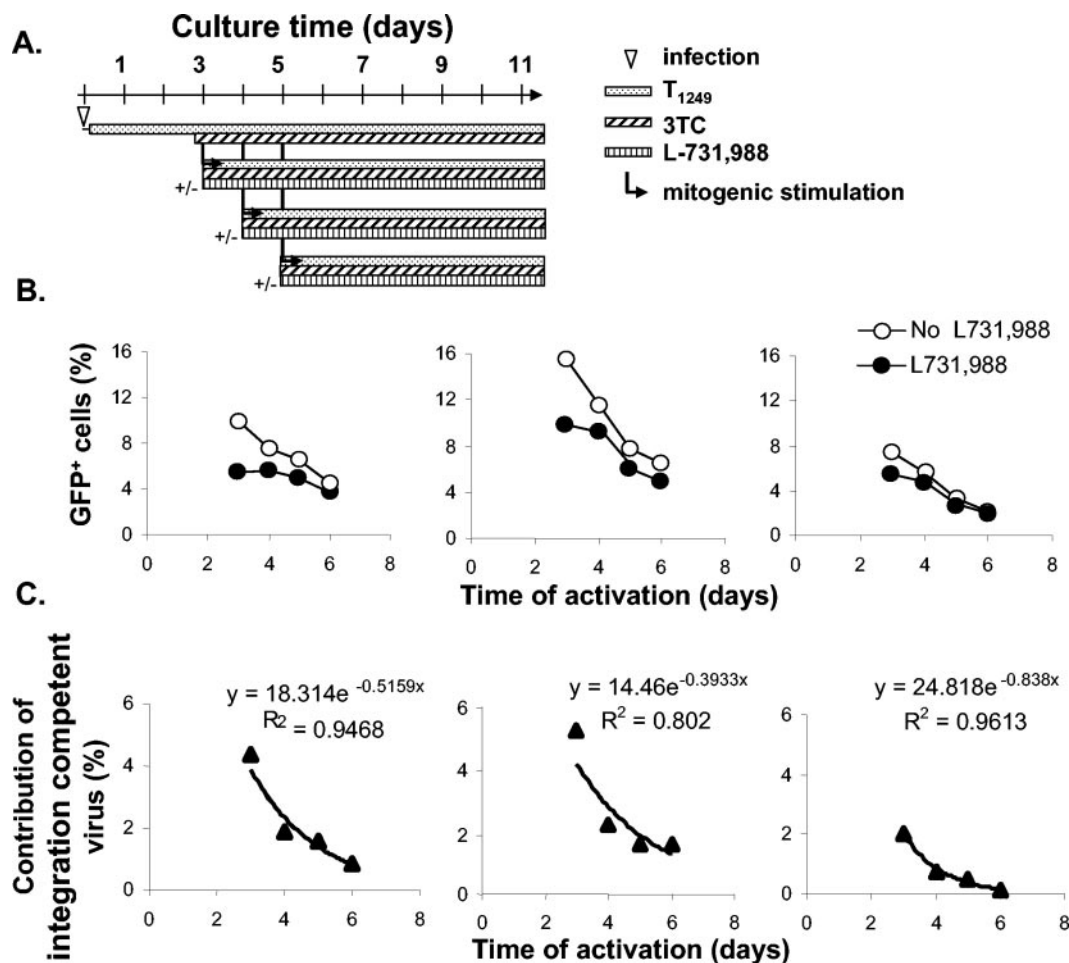 A.
Culture time (days)
1 3 5 7 9 11
infection
T1249
3TC
L-731,988
mitogenic stimulation
+/-
+/-
+/-
B.
GFP+ cells (%)
16
12
8
4
0
0 2 4 6 8
16
12
8
4
0
0 2 4 6 8
16
12
8
4
0
0 2 4 6 8
No L731,988
L731,988
Time of activation (days)
C.
Contribution of
integration competent
virus (%)
y = 18.314e -0.5159x
R2 = 0.9468
6
4
2
0
0 2 4 6 8
y = 14.46e-0.3933x
R2 = 0.802
6
4
2
0
0 2 4 6 8
y = 24.818e-0.838x
R2 = 0.9613
6
4
2
0
0 2 4 6 8
Time of activation (days)